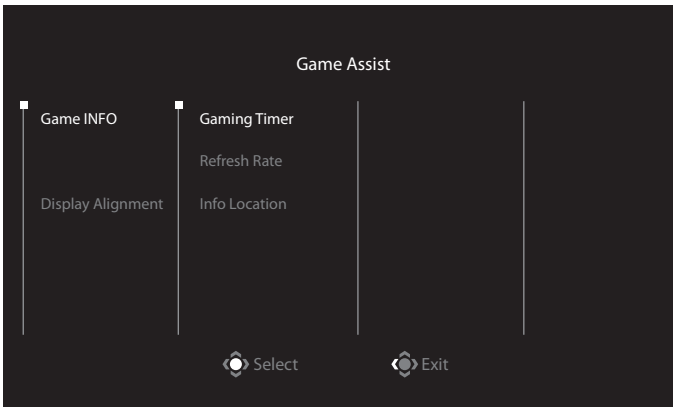 Game Assist
Game INFO
Gaming Timer
Refresh Rate
Display Alignment
Info Location
Select
Exit